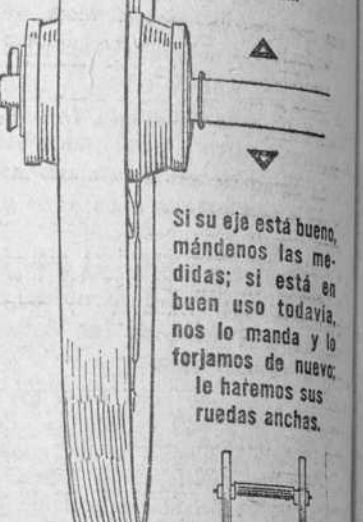 Si su eje está bueno,
mándenos las me-
didas; si está en
buen uso todavía,
nos lo manda y lo
forjamos de nuevo;
le haremos sus
ruedas anchas.